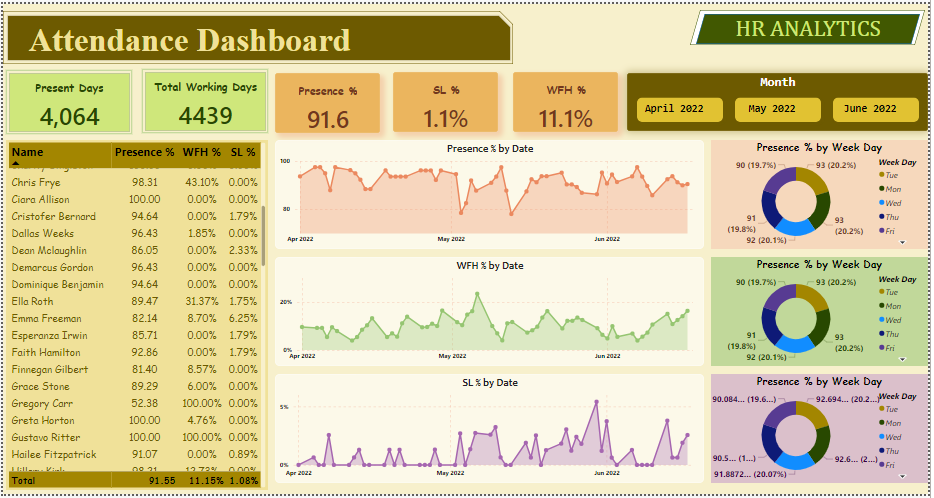 Attendance Dashboard
HR ANALYTICS
Present Days
4,064
Total Working Days
4439
Presence %
91.6
SL %
1.1%
WFH %
11.1%
Month
April 2022
May 2022
June 2022
Name Presence % WFH % SL %
Chris Frye 98.31 43.10% 0.00%
Ciara Allison 100.00 0.00% 0.00%
Cristofer Bernard 94.64 0.00% 1.79%
Dallas Weeks 96.43 1.85% 0.00%
Dean Mclaughlin 86.05 0.00% 2.33%
Demarcus Gordon 96.43 0.00% 0.00%
Dominique Benjamin 94.64 0.00% 0.00%
Ella Roth 89.47 31.37% 1.75%
Emma Freeman 82.14 8.70% 6.25%
Esperanza Irwin 85.71 0.00% 1.79%
Faith Hamilton 92.86 0.00% 1.79%
Finnegan Gilbert 81.40 8.57% 0.00%
Grace Stone 89.29 6.00% 0.00%
Gregory Carr 52.38 100.00% 0.00%
Greta Horton 100.00 4.76% 0.00%
Gustavo Ritter 100.00 100.00% 0.00%
Hailee Fitzpatrick 91.07 0.00% 0.89%
Total 91.55 11.15% 1.08%
Presence % by Date
100
80
Apr 2022 May 2022 Jun 2022
WFH % by Date
20%
0%
Apr 2022 May 2022 Jun 2022
SL % by Date
5%
0%
Apr 2022 May 2022 Jun 2022
Presence % by Week Day
90 (19.7%)
93 (20.2%)
91
(19.8%)
93
(20.2%)
92 (20.1%)
Week Day
Tue
Mon
Wed
Thu
Fri
Presence % by Week Day
90 (19.7%)
93 (20.2%)
91
(19.8%)
93
(20.2%)
92 (20.1%)
Week Day
Tue
Mon
Wed
Thu
Fri
Presence % by Week Day
90.084... (19.6...)
92.694... (20.2...)
90.5... (1...)
92.6... (2...)
91.8872... (20.07%)
Week Day
Tue
Mon
Wed
Thu
Fri